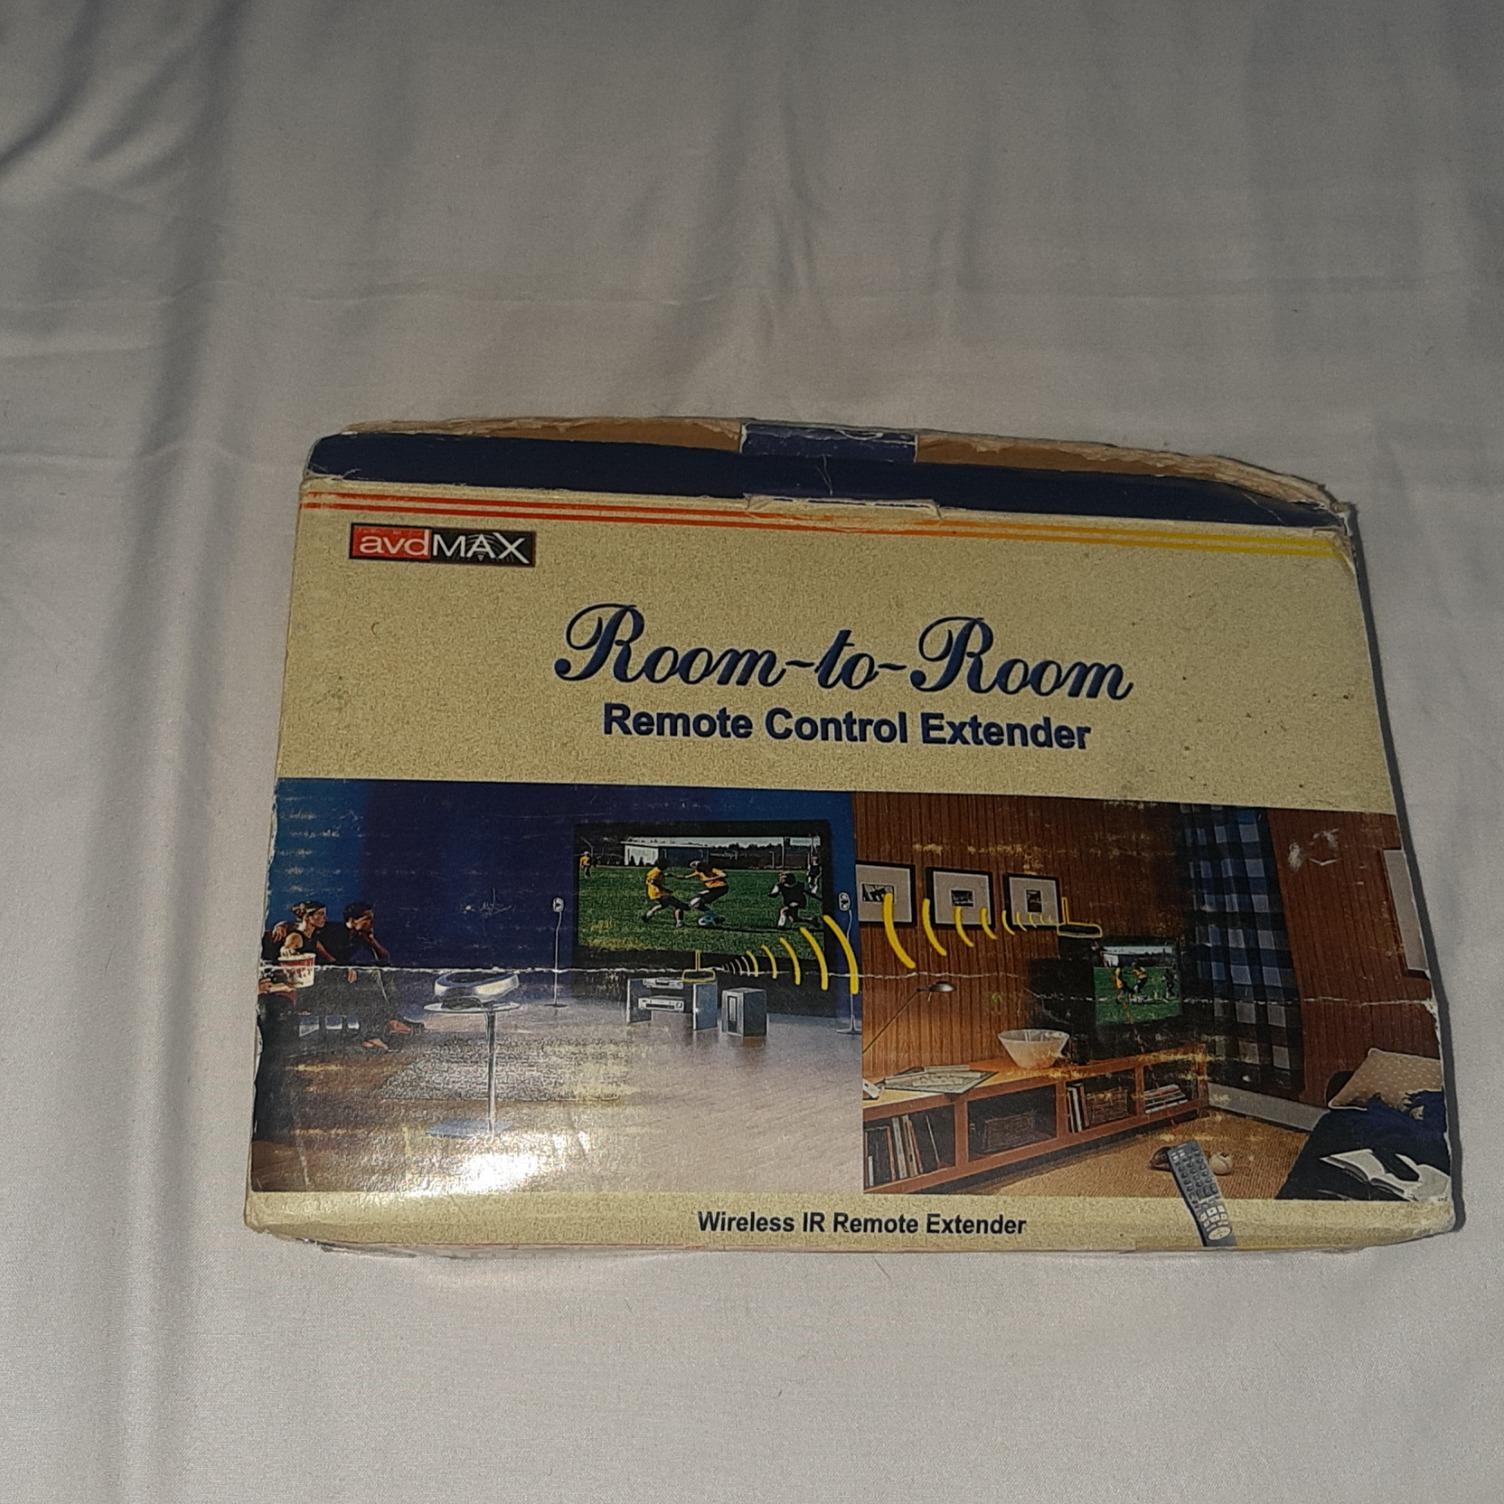 avdMAX
Room-to-Room
Remote Control Extender
Wireless IR Remote Extender